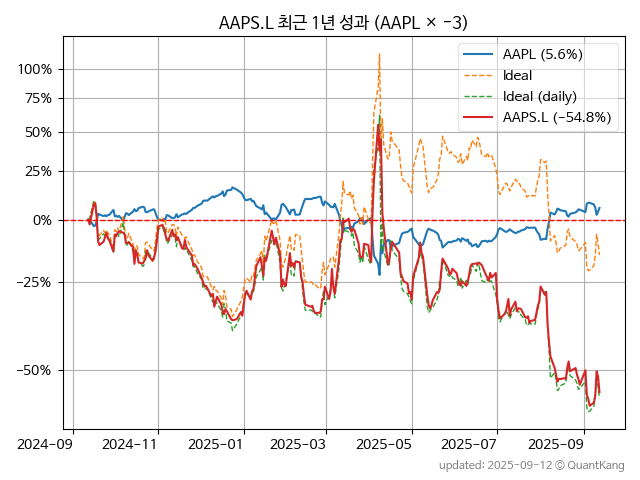 AAPS.L 최근 1년 성과 (AAPL × −3)
AAPL (5.6%)
Ideal
Ideal (daily)
AAPS.L (−54.8%)
100%
75%
50%
25%
0%
−25%
−50%
2024-09
2024-11
2025-01
2025-03
2025-05
2025-07
2025-09
updated: 2025-09-12 © QuantKang